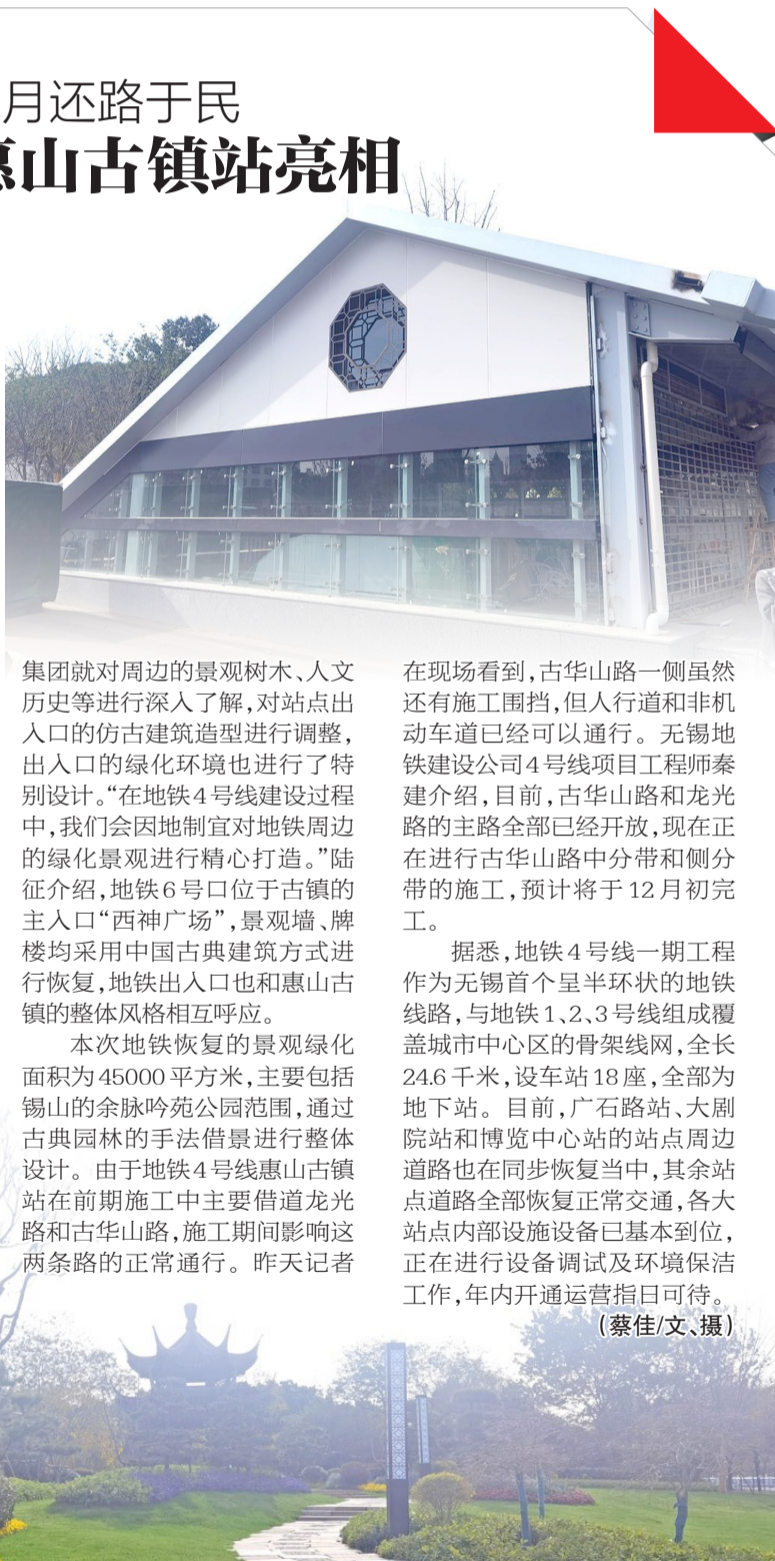 月还路于民
惠山古镇站亮相
集团就对周边的景观树木、人文
历史等进行深入了解,对站点出
入口的仿古建筑造型进行调整,
出入口的绿化环境也进行了特
别设计。“在地铁4号线建设过程
中,我们会因地制宜对地铁周边
的绿化景观进行精心打造。”陆
征介绍,地铁6号口位于古镇的
主入口“西神广场”,景观墙、牌
楼均采用中国古典建筑方式进
行恢复,地铁出入口也和惠山古
镇的整体风格相互呼应。
本次地铁恢复的景观绿化
面积为45000平方米,主要包括
锡山的余脉吟苑公园范围,通过
古典园林的手法借景进行整体
设计。由于地铁4号线惠山古镇
站在前期施工中主要借道龙光
路和古华山路,施工期间影响这
两条路的正常通行。昨天记者
在现场看到,古华山路一侧虽然
还有施工围挡,但人行道和非机
动车道已经可以通行。无锡地
铁建设公司4号线项目工程师秦
建介绍,目前,古华山路和龙光
路的主路全部已经开放,现在正
在进行古华山路中分带和侧分
带的施工,预计将于12月初完
工。
据悉,地铁4号线一期工程
作为无锡首个呈半环状的地铁
线路,与地铁1、2、3号线组成覆
盖城市中心区的骨架线网,全长
24.6千米,设车站18座,全部为
地下站。目前,广石路站、大剧
院站和博览中心站的站点周边
道路也在同步恢复当中,其余站
点道路全部恢复正常交通,各大
站点内部设施设备已基本到位,
正在进行设备调试及环境保洁
工作,年内开通运营指日可待。
(蔡佳/文、摄)